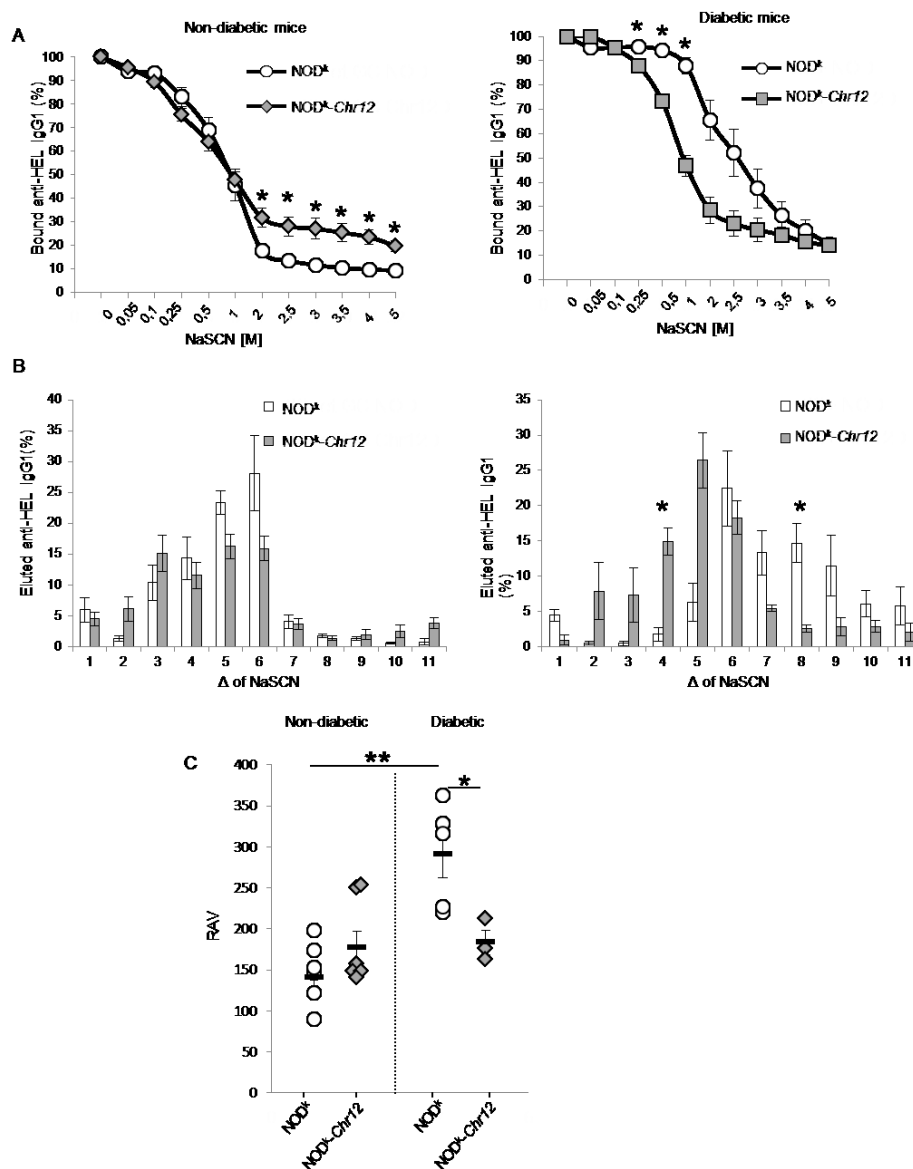 A
Non-diabetic mice
Bound anti-HEL IgG1 (%)
100
90
80
70
60
50
40
30
20
10
0
NODᵏ
NODᵏ-Chr12
* * * * * *
0 0,05 0,1 0,25 0,5 1 2 2,5 3 3,5 4 5
NaSCN [M]
Diabetic mice
Bound anti-HEL IgG1 (%)
100
90
80
70
60
50
40
30
20
10
0
* * *
NODᵏ
NODᵏ-Chr12
0 0,05 0,1 0,25 0,5 1 2 2,5 3 3,5 4 5
NaSCN [M]
B
Eluted anti-HEL IgG1(%)
40
35
30
25
20
15
10
5
0
NODᵏ
NODᵏ-Chr12
1 2 3 4 5 6 7 8 9 10 11
Δ of NaSCN
Eluted anti-HEL IgG1
(%)
35
30
25
20
15
10
5
0
NODᵏ
NODᵏ-Chr12
* *
1 2 3 4 5 6 7 8 9 10 11
Δ of NaSCN
Non-diabetic Diabetic
C
RAV
400
350
300
250
200
150
100
50
0
**
*
NODᵏ NODᵏ-Chr12 NODᵏ NODᵏ-Chr12